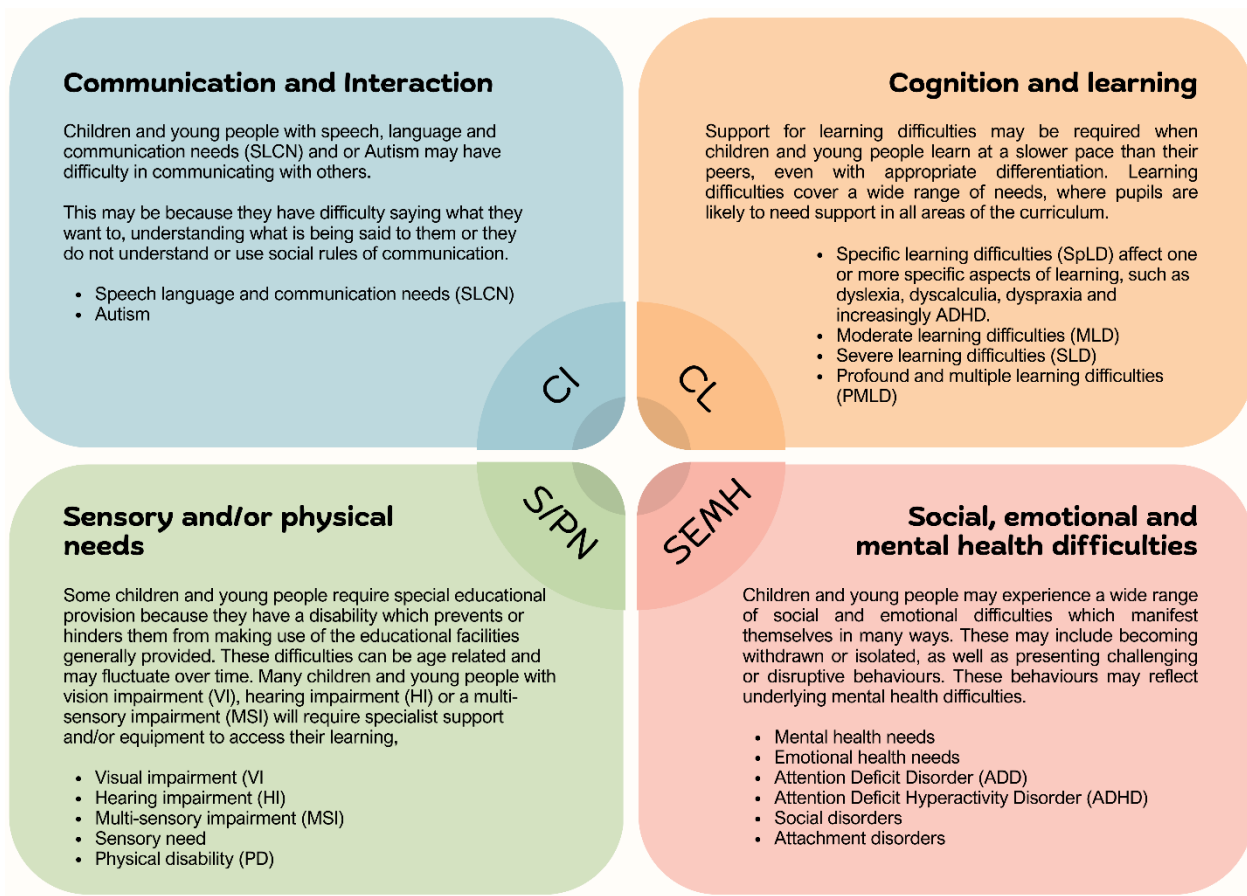 Communication and Interaction
Children and young people with speech, language and
communication needs (SLCN) and or Autism may have
difficulty in communicating with others.
This may be because they have difficulty saying what they
want to, understanding what is being said to them or they
do not understand or use social rules of communication.
• Speech language and communication needs (SLCN)
• Autism
CI
Cognition and learning
Support for learning difficulties may be required when
children and young people learn at a slower pace than their
peers, even with appropriate differentiation. Learning
difficulties cover a wide range of needs, where pupils are
likely to need support in all areas of the curriculum.
• Specific learning difficulties (SpLD) affect one
or more specific aspects of learning, such as
dyslexia, dyscalculia, dyspraxia and
increasingly ADHD.
• Moderate learning difficulties (MLD)
• Severe learning difficulties (SLD)
• Profound and multiple learning difficulties
(PMLD)
CL
Sensory and/or physical
needs
Some children and young people require special educational
provision because they have a disability which prevents or
hinders them from making use of the educational facilities
generally provided. These difficulties can be age related and
may fluctuate over time. Many children and young people with
vision impairment (VI), hearing impairment (HI) or a multi-
sensory impairment (MSI) will require specialist support
and/or equipment to access their learning,
• Visual impairment (VI
• Hearing impairment (HI)
• Multi-sensory impairment (MSI)
• Sensory need
• Physical disability (PD)
S/PN
Social, emotional and
mental health difficulties
Children and young people may experience a wide range
of social and emotional difficulties which manifest
themselves in many ways. These may include becoming
withdrawn or isolated, as well as presenting challenging
or disruptive behaviours. These behaviours may reflect
underlying mental health difficulties.
• Mental health needs
• Emotional health needs
• Attention Deficit Disorder (ADD)
• Attention Deficit Hyperactivity Disorder (ADHD)
• Social disorders
• Attachment disorders
SEMH